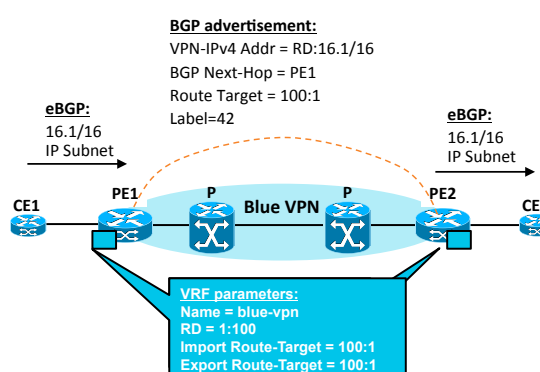 BGP advertisement:
VPN-IPv4 Addr = RD:16.1/16
BGP Next-Hop = PE1
Route Target = 100:1
Label=42
eBGP:
16.1/16
IP Subnet
eBGP:
16.1/16
IP Subnet
CE1
PE1
P
Blue VPN
P
PE2
CE
VRF parameters:
Name = blue-vpn
RD = 1:100
Import Route-Target = 100:1
Export Route-Target = 100:1